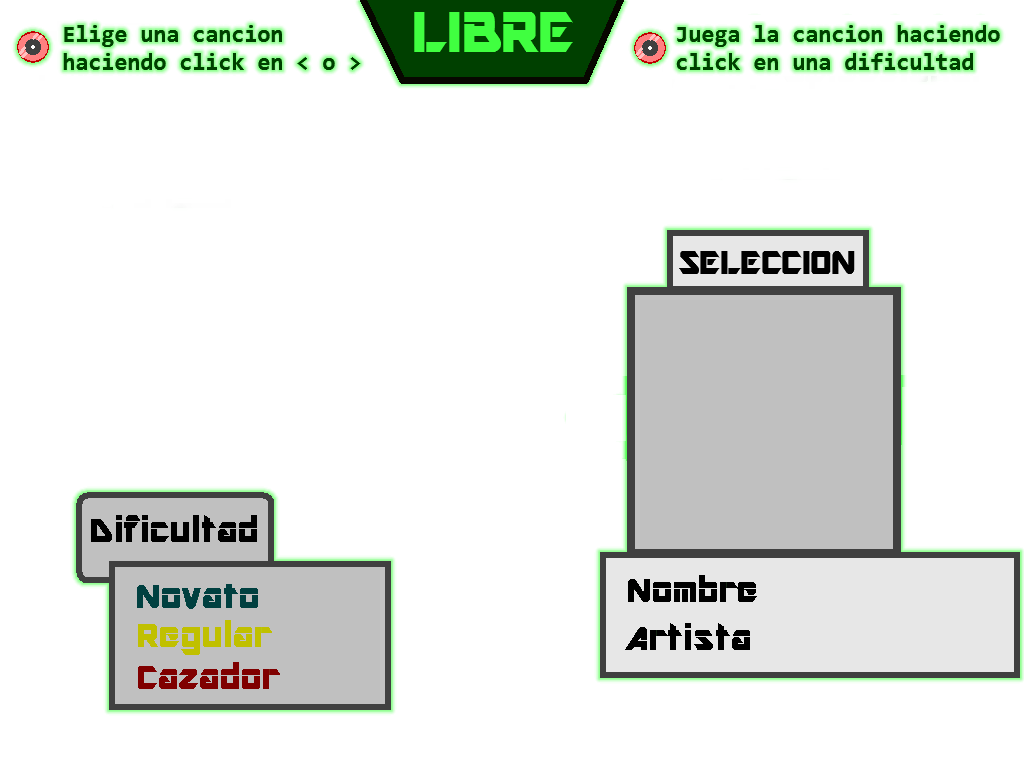 Elige una cancion
haciendo click en < o >
LIBRE
Juega la cancion haciendo
click en una dificultad
SELECCION
Dificultad
Novato
Regular
Cazador
Nombre
Artista